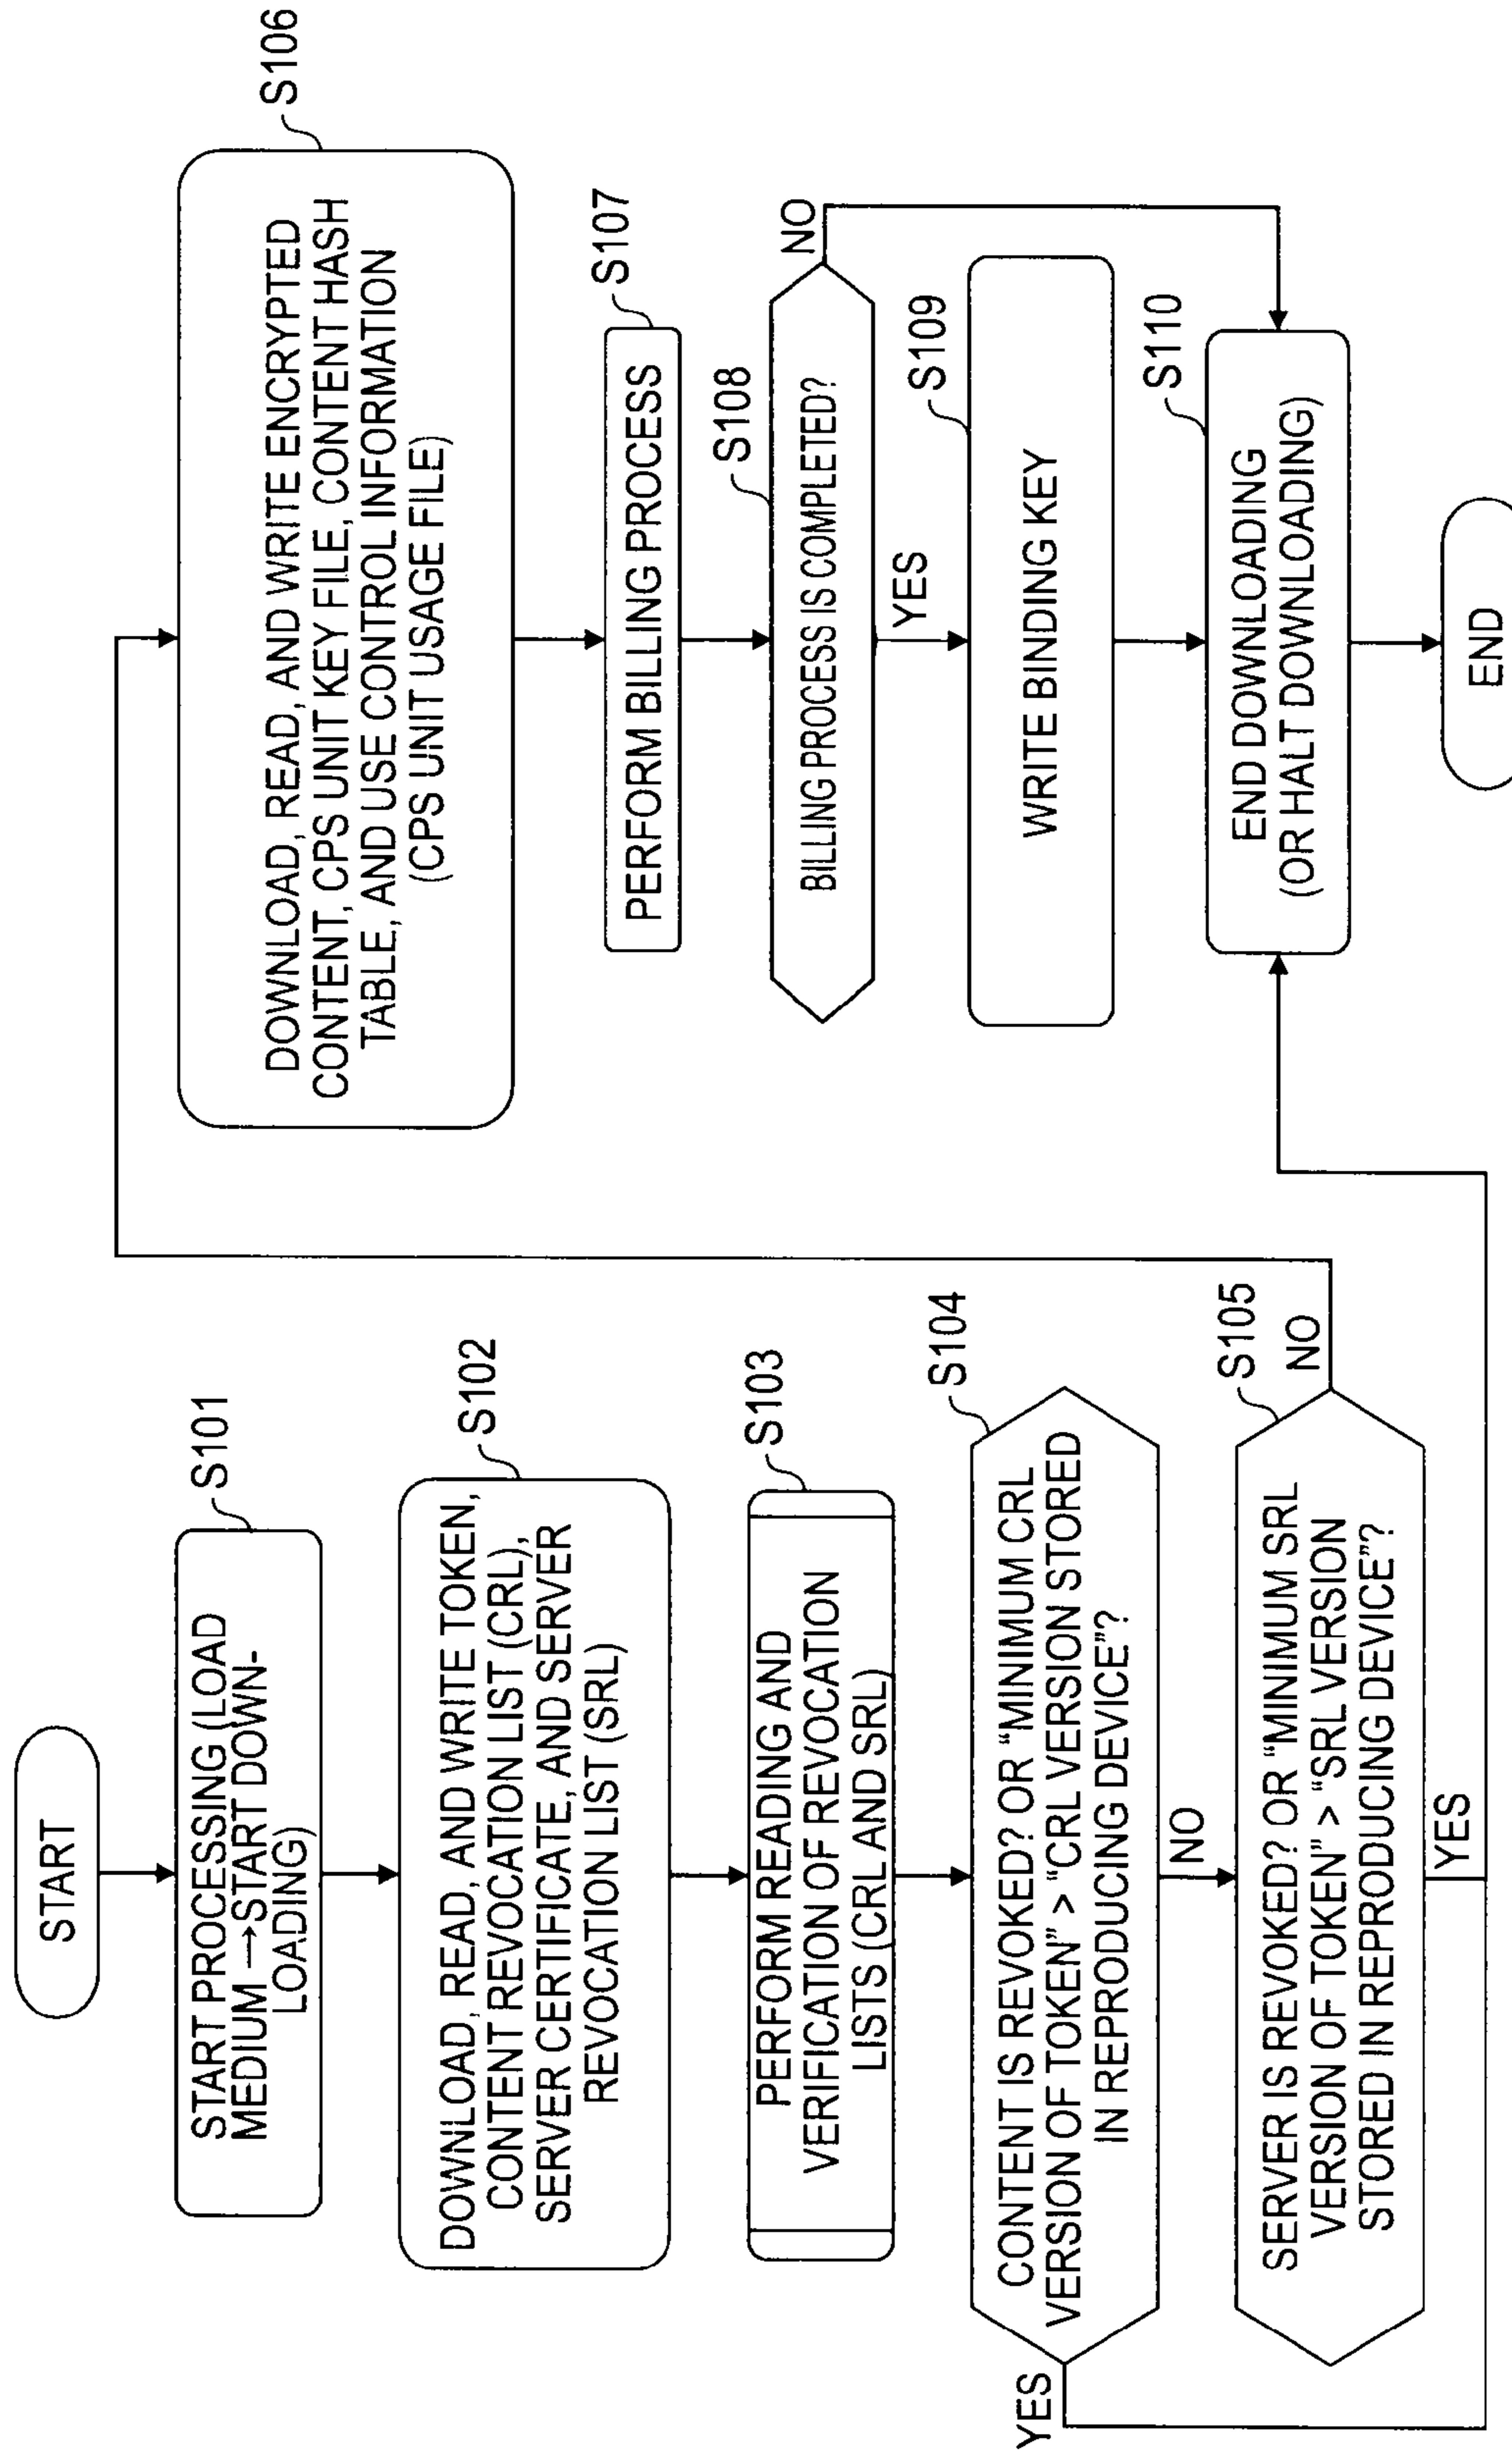 START
S101
START PROCESSING (LOAD
MEDIUM →START DOWN-
LOADING)
S102
DOWNLOAD, READ, AND WRITE TOKEN,
CONTENT REVOCATION LIST (CRL),
SERVER CERTIFICATE, AND SERVER
REVOCATION LIST (SRL)
S103
PERFORM READING AND
VERIFICATION OF REVOCATION
LISTS (CRL AND SRL)
S104
CONTENT IS REVOKED? OR “MINIMUM CRL
VERSION OF TOKEN” > “CRL VERSION STORED
IN REPRODUCING DEVICE”?
YES
NO
S105
SERVER IS REVOKED? OR “MINIMUM SRL
VERSION OF TOKEN” > “SRL VERSION
STORED IN REPRODUCING DEVICE”?
NO
YES
S106
DOWNLOAD, READ, AND WRITE ENCRYPTED
CONTENT, CPS UNIT KEY FILE, CONTENT HASH
TABLE, AND USE CONTROL INFORMATION
(CPS UNIT USAGE FILE)
S107
PERFORM BILLING PROCESS
S108
BILLING PROCESS IS COMPLETED?
NO
YES
S109
WRITE BINDING KEY
S110
END DOWNLOADING
(OR HALT DOWNLOADING)
END